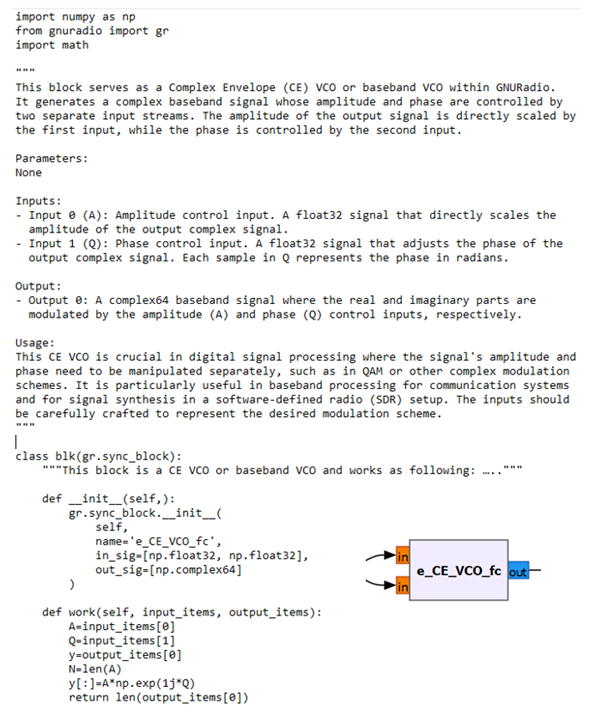 import numpy as np
from gnuradio import gr
import math
"""
This block serves as a Complex Envelope (CE) VCO or baseband VCO within GNURadio.
It generates a complex baseband signal whose amplitude and phase are controlled by
two separate input streams. The amplitude of the output signal is directly scaled by
the first input, while the phase is controlled by the second input.
Parameters:
None
Inputs:
- Input 0 (A): Amplitude control input. A float32 signal that directly scales the
  amplitude of the output complex signal.
- Input 1 (Q): Phase control input. A float32 signal that adjusts the phase of the
  output complex signal. Each sample in Q represents the phase in radians.
Output:
- Output 0: A complex64 baseband signal where the real and imaginary parts are
  modulated by the amplitude (A) and phase (Q) control inputs, respectively.
Usage:
This CE VCO is crucial in digital signal processing where the signal's amplitude and
phase need to be manipulated separately, such as in QAM or other complex modulation
schemes. It is particularly useful in baseband processing for communication systems
and for signal synthesis in a software-defined radio (SDR) setup. The inputs should
be carefully crafted to represent the desired modulation scheme.
"""
class blk(gr.sync_block):
    """This block is a CE VCO or baseband VCO and works as following: ….."""
    def __init__(self,):
        gr.sync_block.__init__(
            self,
            name='e_CE_VCO_fc',
            in_sig=[np.float32, np.float32],
            out_sig=[np.complex64]
        )
in
e_CE_VCO_fc out
in
    def work(self, input_items, output_items):
        A=input_items[0]
        Q=input_items[1]
        y=output_items[0]
        N=len(A)
        y[:]=A*np.exp(1j*Q)
        return len(output_items[0])